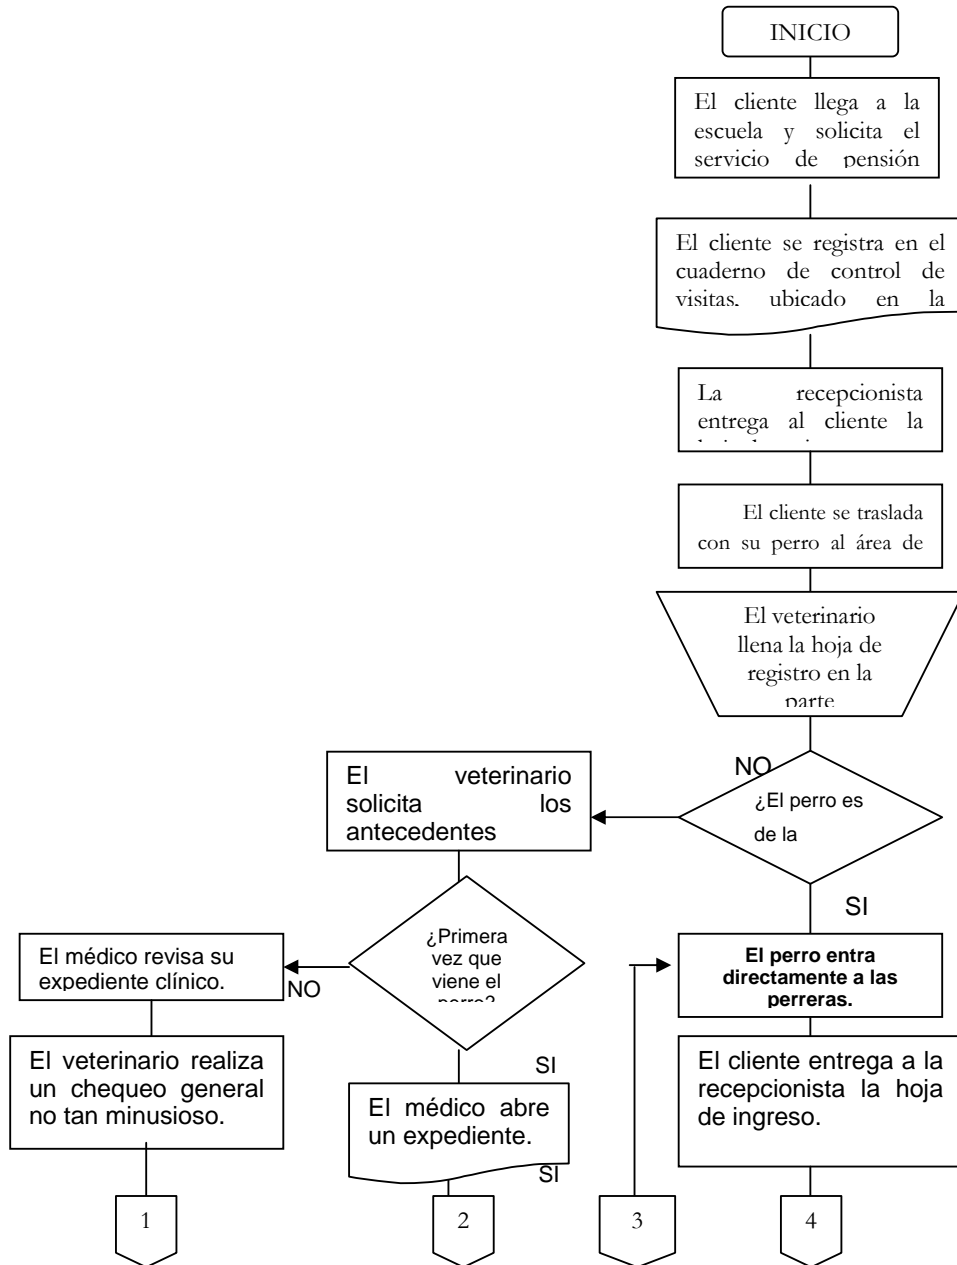 INICIO
El cliente llega a la
escuela y solicita el
servicio de pensión
El cliente se registra en el
cuaderno de control de
visitas, ubicado en la
La recepcionista
entrega al cliente la
El cliente se traslada
con su perro al área de
El veterinario
llena la hoja de
registro en la
parte
NO
¿El perro es
de la
SI
El veterinario
solicita los
antecedentes
¿Primera
vez que
viene el
perro?
NO
SI
El médico revisa su
expediente clínico.
El veterinario realiza
un chequeo general
no tan minusioso.
El médico abre
un expediente.
SI
El perro entra
directamente a las
perreras.
El cliente entrega a la
recepcionista la hoja
de ingreso.
1
2
3
4